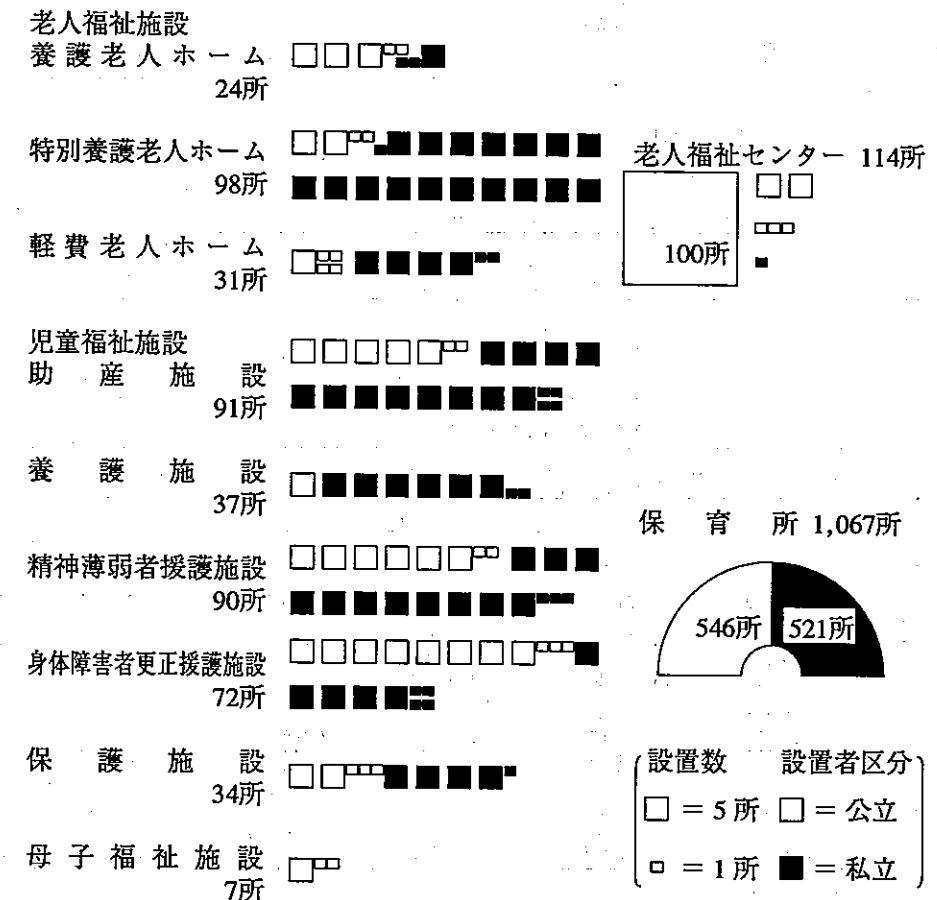 老人福祉施設
養護老人ホーム
24所
特別養護老人ホーム
98所
軽費老人ホーム
31所
老人福祉センター 114所
100所
児童福祉施設
助産施設
91所
養護施設
37所
精神薄弱者援護施設
90所
身体障害者更正援護施設
72所
保護施設
34所
母子福祉施設
7所
保育所 1,067所
546所 521所
設置数 設置者区分
□ = 5所 □ = 公立
□ = 1所 ■ = 私立